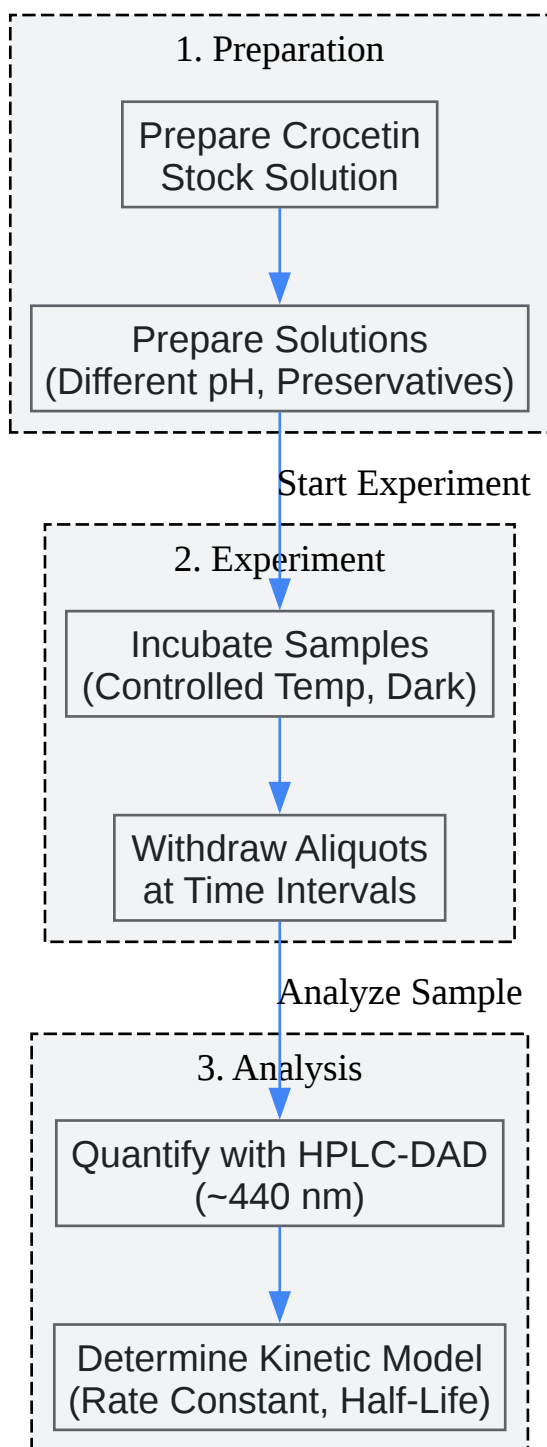 1. Preparation
Prepare Crocetin
Stock Solution
Prepare Solutions
(Different pH, Preservatives)
Start Experiment
2. Experiment
Incubate Samples
(Controlled Temp, Dark)
Withdraw Aliquots
at Time Intervals
Analyze Sample
3. Analysis
Quantify with HPLC-DAD
(~440 nm)
Determine Kinetic Model
(Rate Constant, Half-Life)